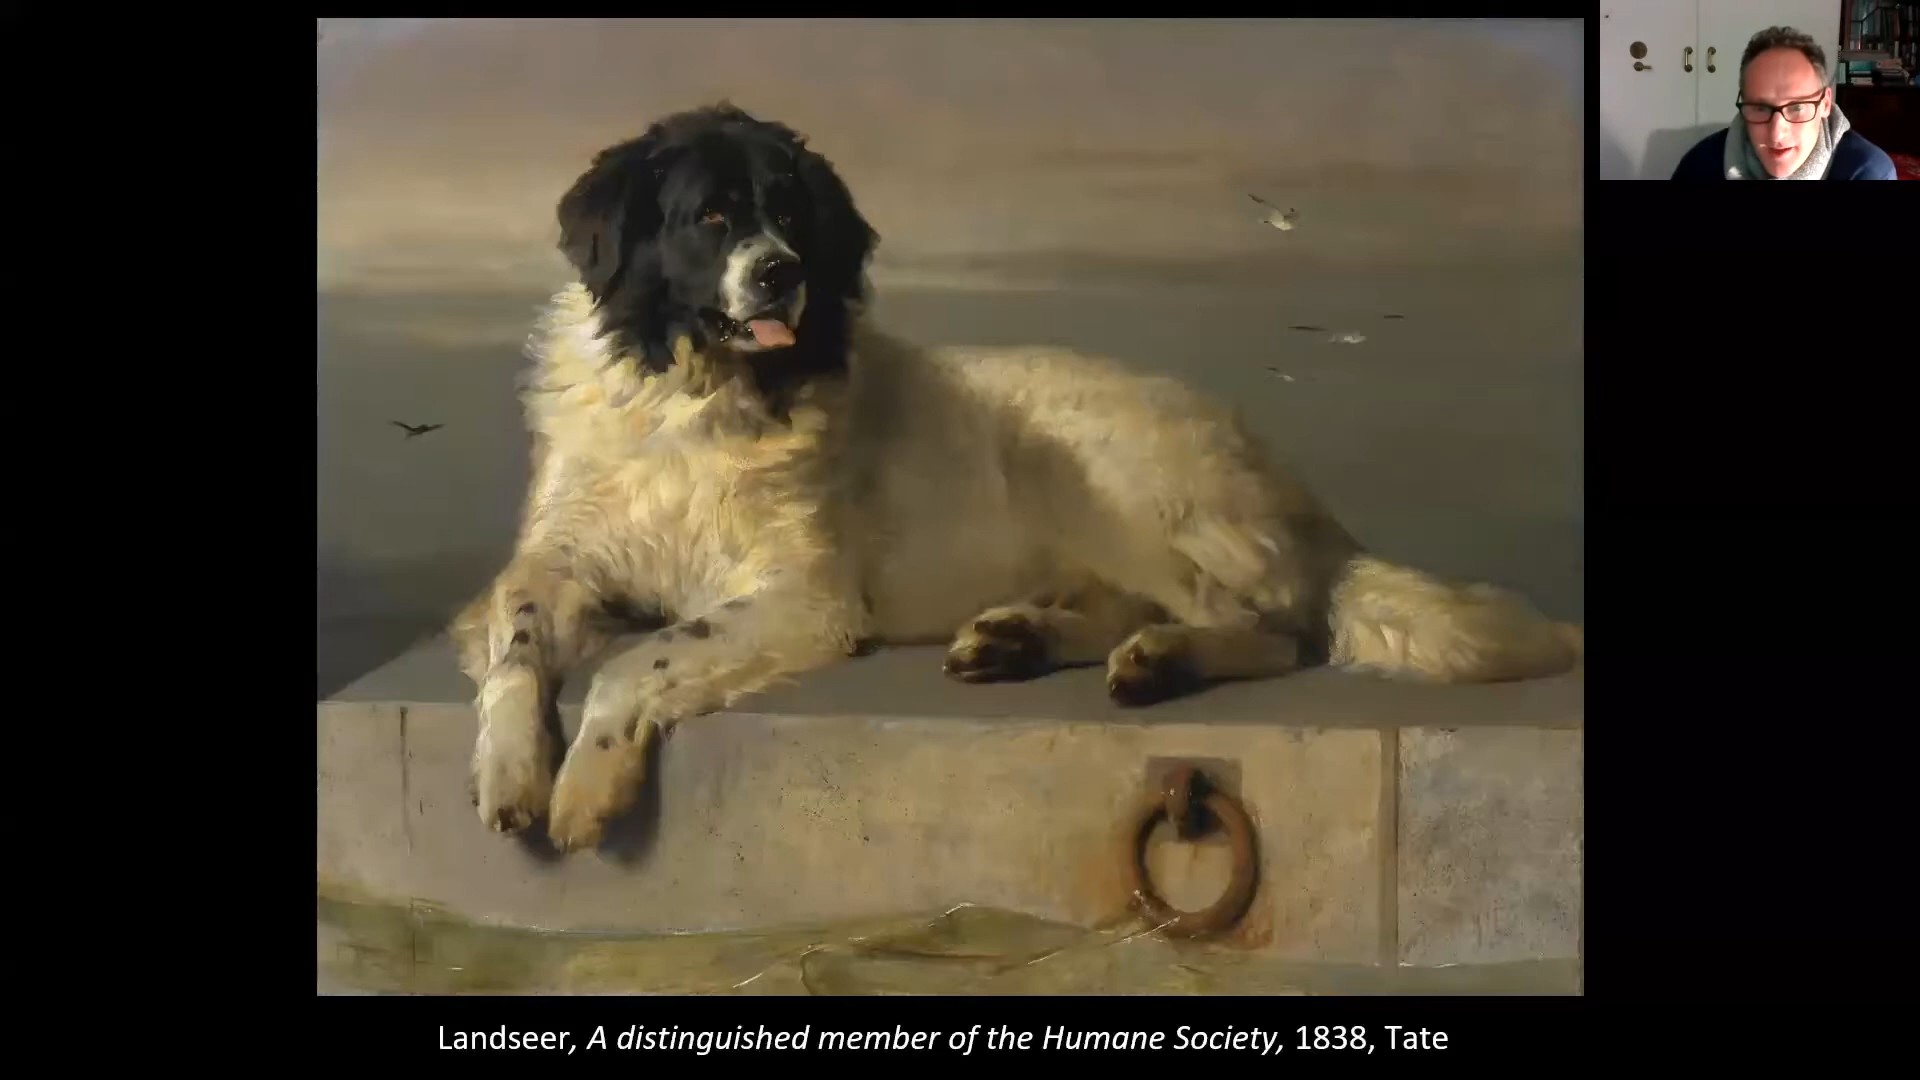 Landseer, A distinguished member of the Humane Society, 1838, Tate